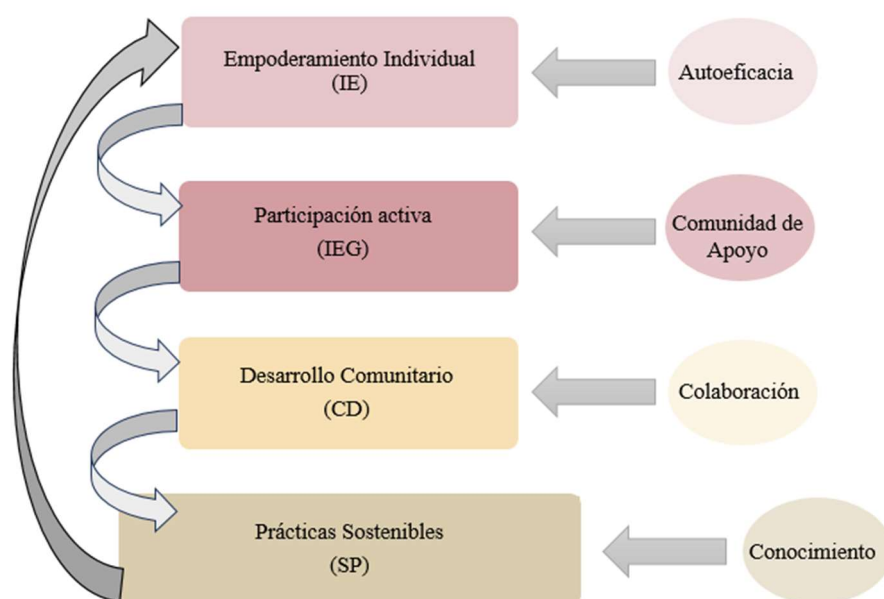 Empoderamiento Individual
(IE)
Autoeficacia
Participación activa
(IEG)
Comunidad de
Apoyo
Desarrollo Comunitario
(CD)
Colaboración
Prácticas Sostenibles
(SP)
Conocimiento